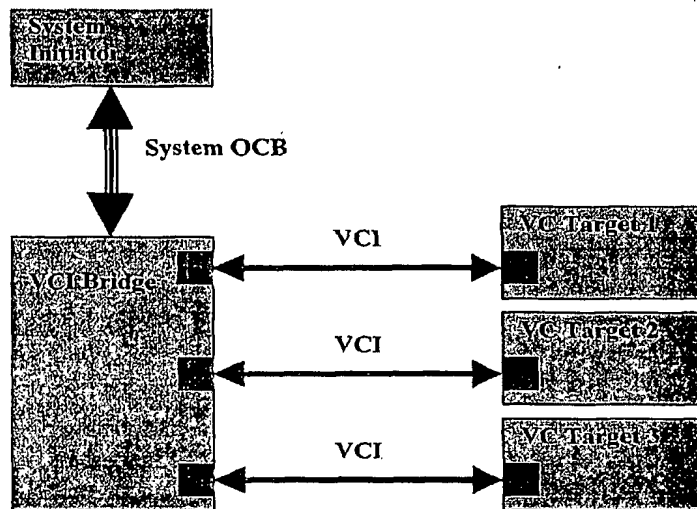 System
Initiator
System OCB
VCI Bridge
VCI
VC Target 1
VCI
VC Target 2
VCI
VC Target 3